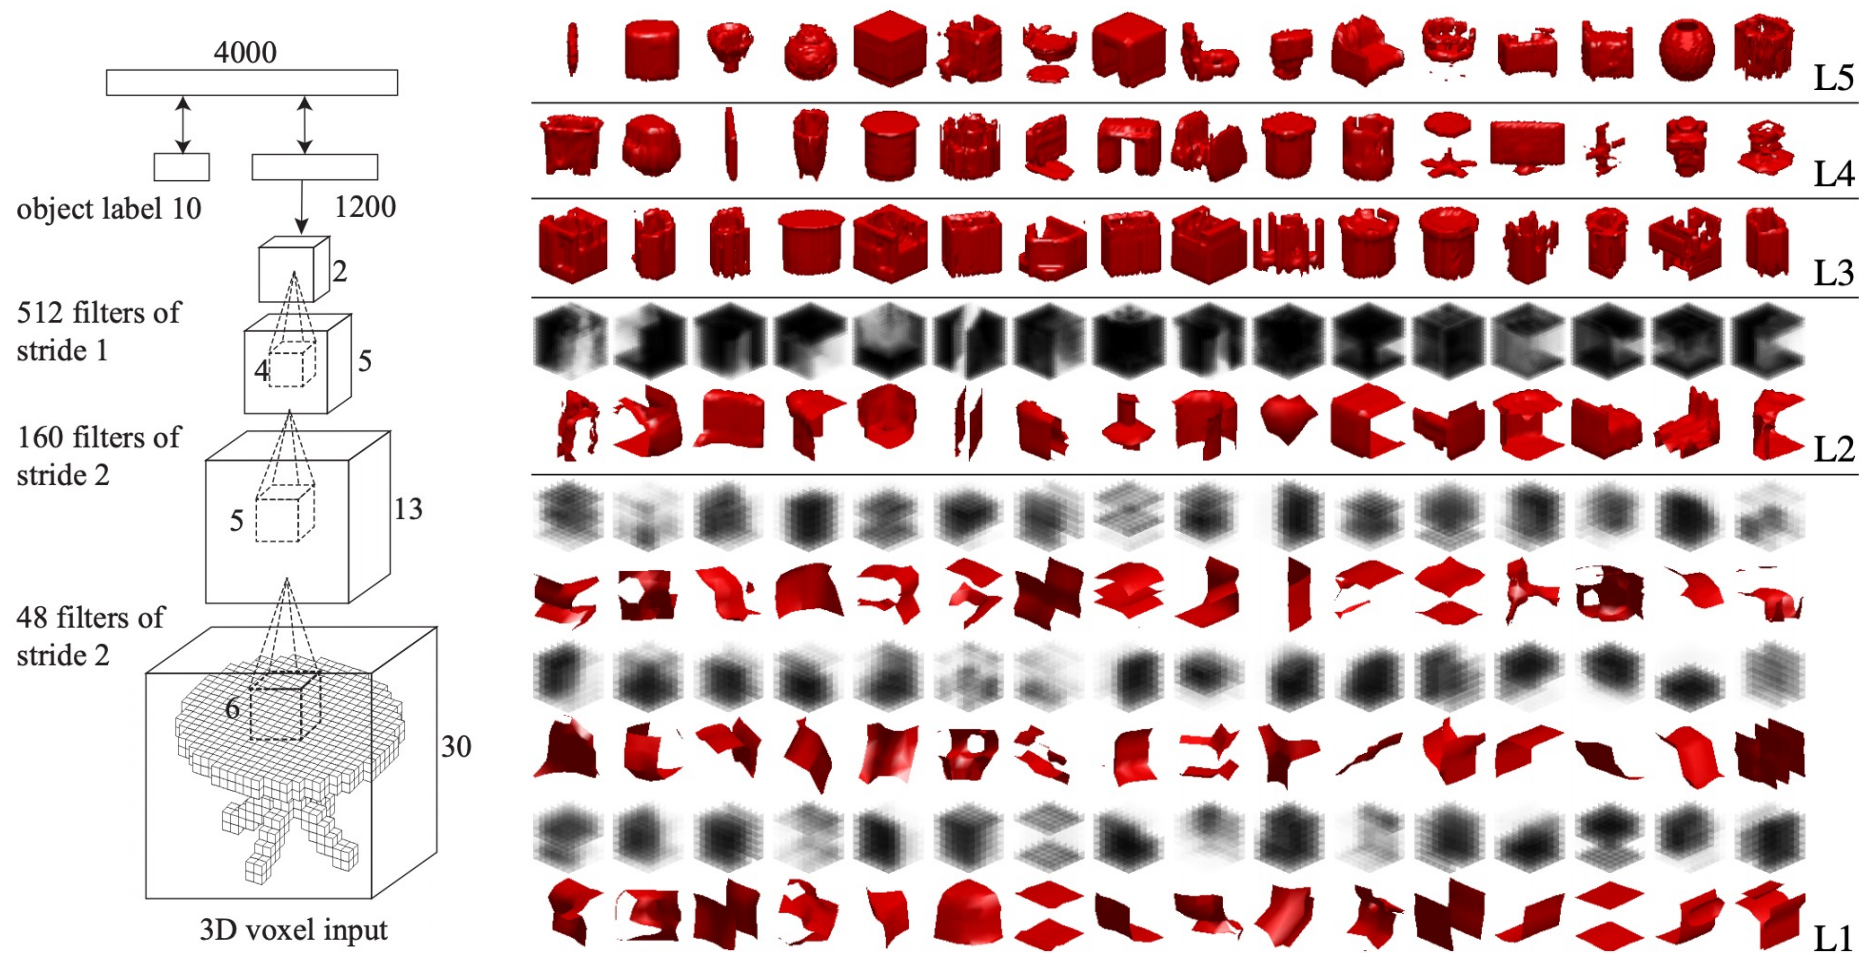 4000
object label 10
1200
2
512 filters of
stride 1
4
5
160 filters of
stride 2
5
13
48 filters of
stride 2
6
30
3D voxel input
L5
L4
L3
L2
L1